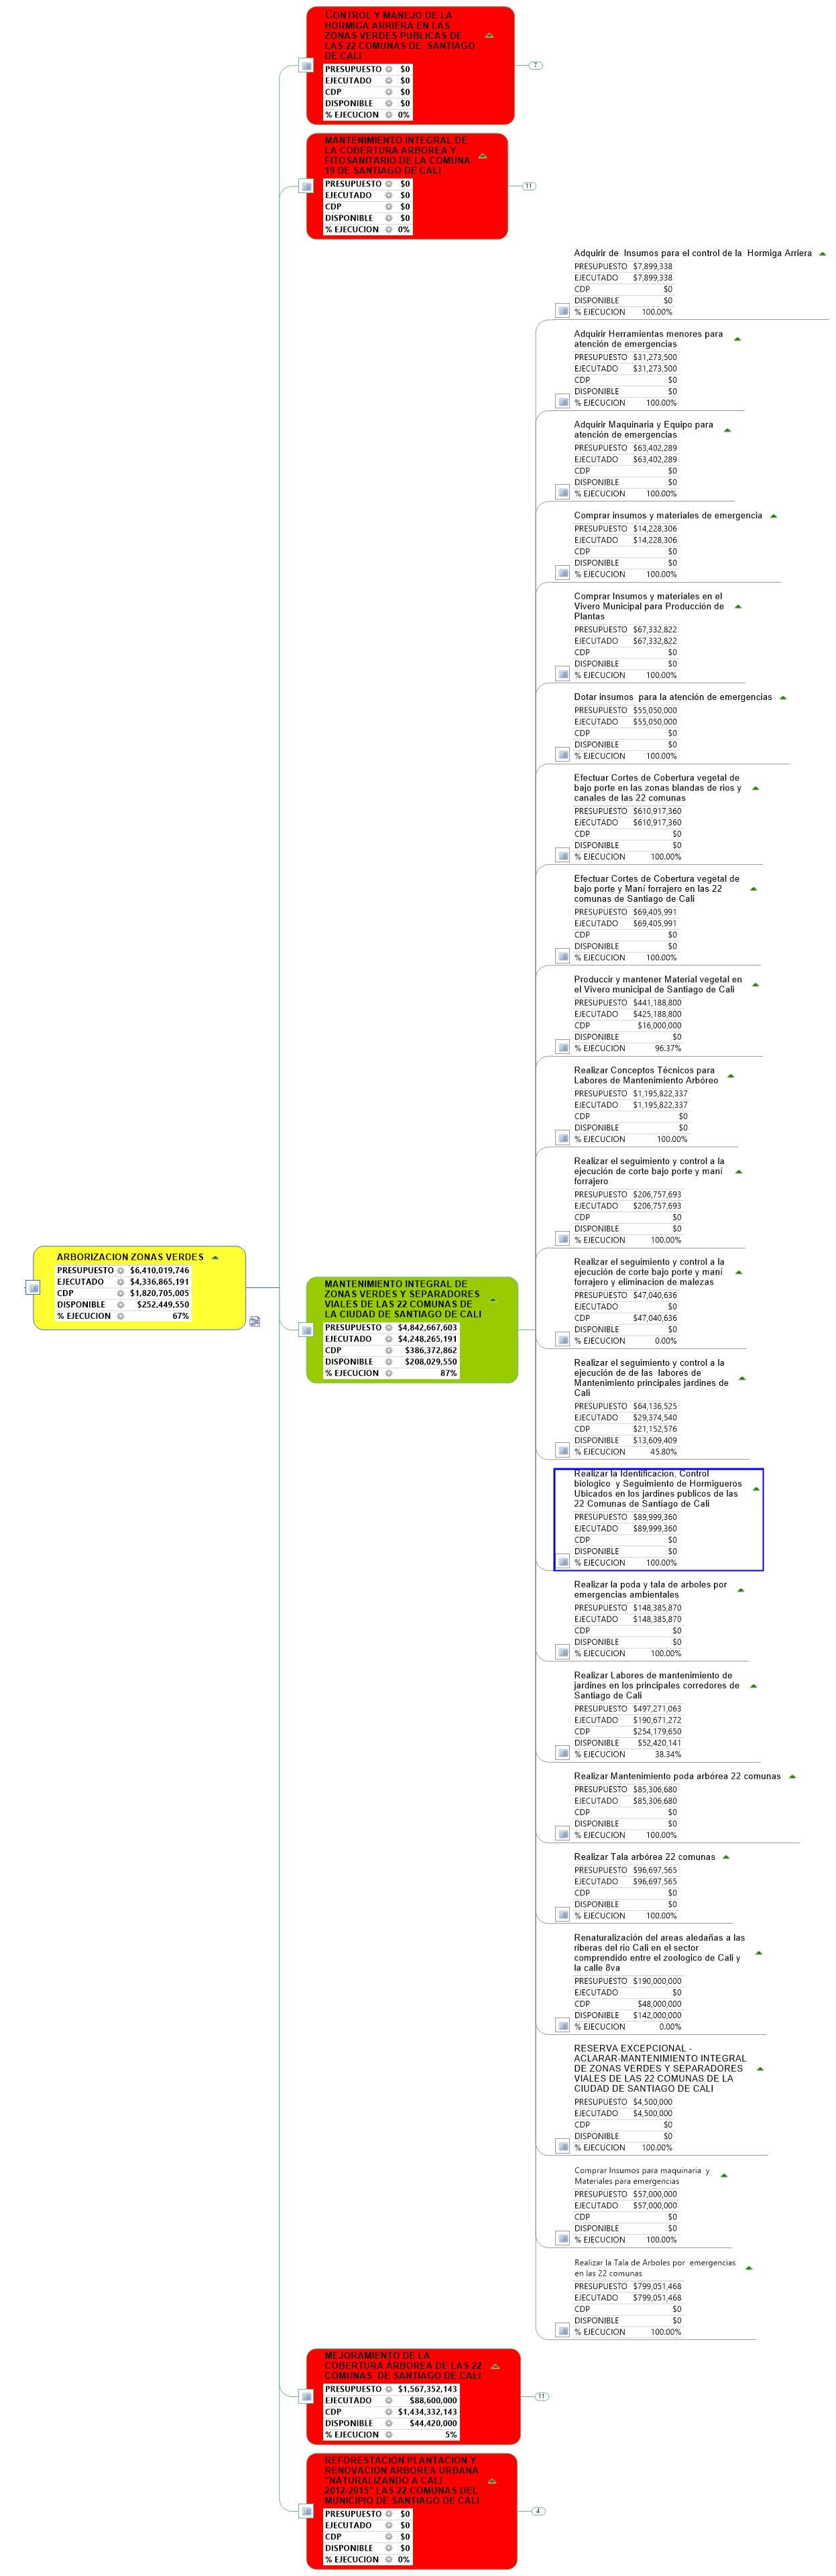 CONTROL Y MANEJO DE LA
HORMIGA ARRIERA EN LAS
ZONAS VERDES PUBLICAS DE
LAS 22 COMUNAS DE SANTIAGO
DE CALI
PRESUPUESTO $0
EJECUTADO $0
CDP $0
DISPONIBLE $0
% EJECUCION 0%
7
MANTENIMIENTO INTEGRAL DE
LA COBERTURA ARBOREA Y
FITOSANITARIO DE LA COMUNA
19 DE SANTIAGO DE CALI
PRESUPUESTO $0
EJECUTADO $0
CDP $0
DISPONIBLE $0
% EJECUCION 0%
11
ARBORIZACION ZONAS VERDES
PRESUPUESTO $6,410,019,746
EJECUTADO $4,336,865,191
CDP $1,820,705,005
DISPONIBLE $252,449,550
% EJECUCION 67%
MANTENIMIENTO INTEGRAL DE
ZONAS VERDES Y SEPARADORES
VIALES DE LAS 22 COMUNAS DE
LA CIUDAD DE SANTIAGO DE CALI
PRESUPUESTO $4,842,667,603
EJECUTADO $4,248,265,191
CDP $386,372,862
DISPONIBLE $208,029,550
% EJECUCION 87%
Adquirir de Insumos para el control de la Hormiga Arriera
PRESUPUESTO $7,899,338
EJECUTADO $7,899,338
CDP $0
DISPONIBLE $0
% EJECUCION 100.00%
Adquirir Herramientas menores para
atención de emergencias
PRESUPUESTO $31,273,500
EJECUTADO $31,273,500
CDP $0
DISPONIBLE $0
% EJECUCION 100.00%
Adquirir Maquinaria y Equipo para
atención de emergencias
PRESUPUESTO $63,402,289
EJECUTADO $63,402,289
CDP $0
DISPONIBLE $0
% EJECUCION 100.00%
Comprar insumos y materiales de emergencia
PRESUPUESTO $14,228,306
EJECUTADO $14,228,306
CDP $0
DISPONIBLE $0
% EJECUCION 100.00%
Comprar Insumos y materiales en el
Vivero Municipal para Producción de
Plantas
PRESUPUESTO $67,332,822
EJECUTADO $67,332,822
CDP $0
DISPONIBLE $0
% EJECUCION 100.00%
Dotar insumos para la atención de emergencias
PRESUPUESTO $55,050,000
EJECUTADO $55,050,000
CDP $0
DISPONIBLE $0
% EJECUCION 100.00%
Efectuar Cortes de Cobertura vegetal de
bajo porte en las zonas blandas de rios y
canales de las 22 comunas
PRESUPUESTO $610,917,360
EJECUTADO $610,917,360
CDP $0
DISPONIBLE $0
% EJECUCION 100.00%
Efectuar Cortes de Cobertura vegetal de
bajo porte y Maní forrajero en las 22
comunas de Santiago de Cali
PRESUPUESTO $69,405,991
EJECUTADO $69,405,991
CDP $0
DISPONIBLE $0
% EJECUCION 100.00%
Produccir y mantener Material vegetal en
el Vivero municipal de Santiago de Cali
PRESUPUESTO $441,188,800
EJECUTADO $425,188,800
CDP $16,000,000
DISPONIBLE $0
% EJECUCION 96.37%
Realizar Conceptos Técnicos para
Labores de Mantenimiento Arbóreo
PRESUPUESTO $1,195,822,337
EJECUTADO $1,195,822,337
CDP $0
DISPONIBLE $0
% EJECUCION 100.00%
Realizar el seguimiento y control a la
ejecución de corte bajo porte y maní
forrajero
PRESUPUESTO $206,757,693
EJECUTADO $206,757,693
CDP $0
DISPONIBLE $0
% EJECUCION 100.00%
Realizar el seguimiento y control a la
ejecución de corte bajo porte y maní
forrajero y eliminacion de malezas
PRESUPUESTO $47,040,636
EJECUTADO $0
CDP $47,040,636
DISPONIBLE $0
% EJECUCION 0.00%
Realizar el seguimiento y control a la
ejecución de de las labores de
Mantenimiento principales jardines de
Cali
PRESUPUESTO $64,136,525
EJECUTADO $29,374,540
CDP $21,152,576
DISPONIBLE $13,609,409
% EJECUCION 45.80%
Realizar la Identificacion, Control
biologico y Seguimiento de Hormigueros
Ubicados en los jardines publicos de las
22 Comunas de Santiago de Cali
PRESUPUESTO $89,999,360
EJECUTADO $89,999,360
CDP $0
DISPONIBLE $0
% EJECUCION 100.00%
Realizar la poda y tala de arboles por
emergencias ambientales
PRESUPUESTO $148,385,870
EJECUTADO $148,385,870
CDP $0
DISPONIBLE $0
% EJECUCION 100.00%
Realizar Labores de mantenimiento de
jardines en los principales corredores de
Santiago de Cali
PRESUPUESTO $497,271,063
EJECUTADO $190,671,272
CDP $254,179,650
DISPONIBLE $52,420,141
% EJECUCION 38.34%
Realizar Mantenimiento poda arbórea 22 comunas
PRESUPUESTO $85,306,680
EJECUTADO $85,306,680
CDP $0
DISPONIBLE $0
% EJECUCION 100.00%
Realizar Tala arbórea 22 comunas
PRESUPUESTO $96,697,565
EJECUTADO $96,697,565
CDP $0
DISPONIBLE $0
% EJECUCION 100.00%
Renaturalización del areas aledañas a las
riberas del rio Cali en el sector
comprendido entre el zoologico de Cali y
la calle 8va
PRESUPUESTO $190,000,000
EJECUTADO $0
CDP $48,000,000
DISPONIBLE $142,000,000
% EJECUCION 0.00%
RESERVA EXCEPCIONAL -
ACLARAR-MANTENIMIENTO INTEGRAL
DE ZONAS VERDES Y SEPARADORES
VIALES DE LAS 22 COMUNAS DE LA
CIUDAD DE SANTIAGO DE CALI
PRESUPUESTO $4,500,000
EJECUTADO $4,500,000
CDP $0
DISPONIBLE $0
% EJECUCION 100.00%
Comprar Insumos para maquinaria y
Materiales para emergencias
PRESUPUESTO $57,000,000
EJECUTADO $57,000,000
CDP $0
DISPONIBLE $0
% EJECUCION 100.00%
Realizar la Tala de Arboles por emergencias
en las 22 comunas
PRESUPUESTO $799,051,468
EJECUTADO $799,051,468
CDP $0
DISPONIBLE $0
% EJECUCION 100.00%
MEJORAMIENTO DE LA
COBERTURA ÁRBOREA DE LAS 22
COMUNAS DE SANTIAGO DE CALI
PRESUPUESTO $1,567,352,143
EJECUTADO $88,600,000
CDP $1,434,332,143
DISPONIBLE $44,420,000
% EJECUCION 5%
11
REFORESTACION PLANTACION Y
RENOVACION ARBOREA URBANA
"NATURALIZANDO A CALI
2012-2015" LAS 22 COMUNAS DEL
MUNICIPIO DE SANTIAGO DE CALI
PRESUPUESTO $0
EJECUTADO $0
CDP $0
DISPONIBLE $0
% EJECUCION 0%
4